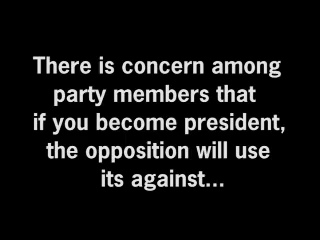 There is concern among
party members that
if you become president,
the opposition will use
its against...